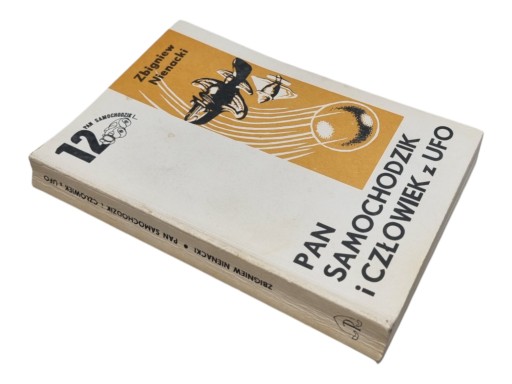 Zbigniew
Nienacki
12
PAN SAMOCHODZIK i...
PAN
SAMOCHODZIK
i CZŁOWIEK z UFO
ZBIGNIEW NIENACKI • PAN SAMOCHODZIK i CZŁOWIEK z UFO